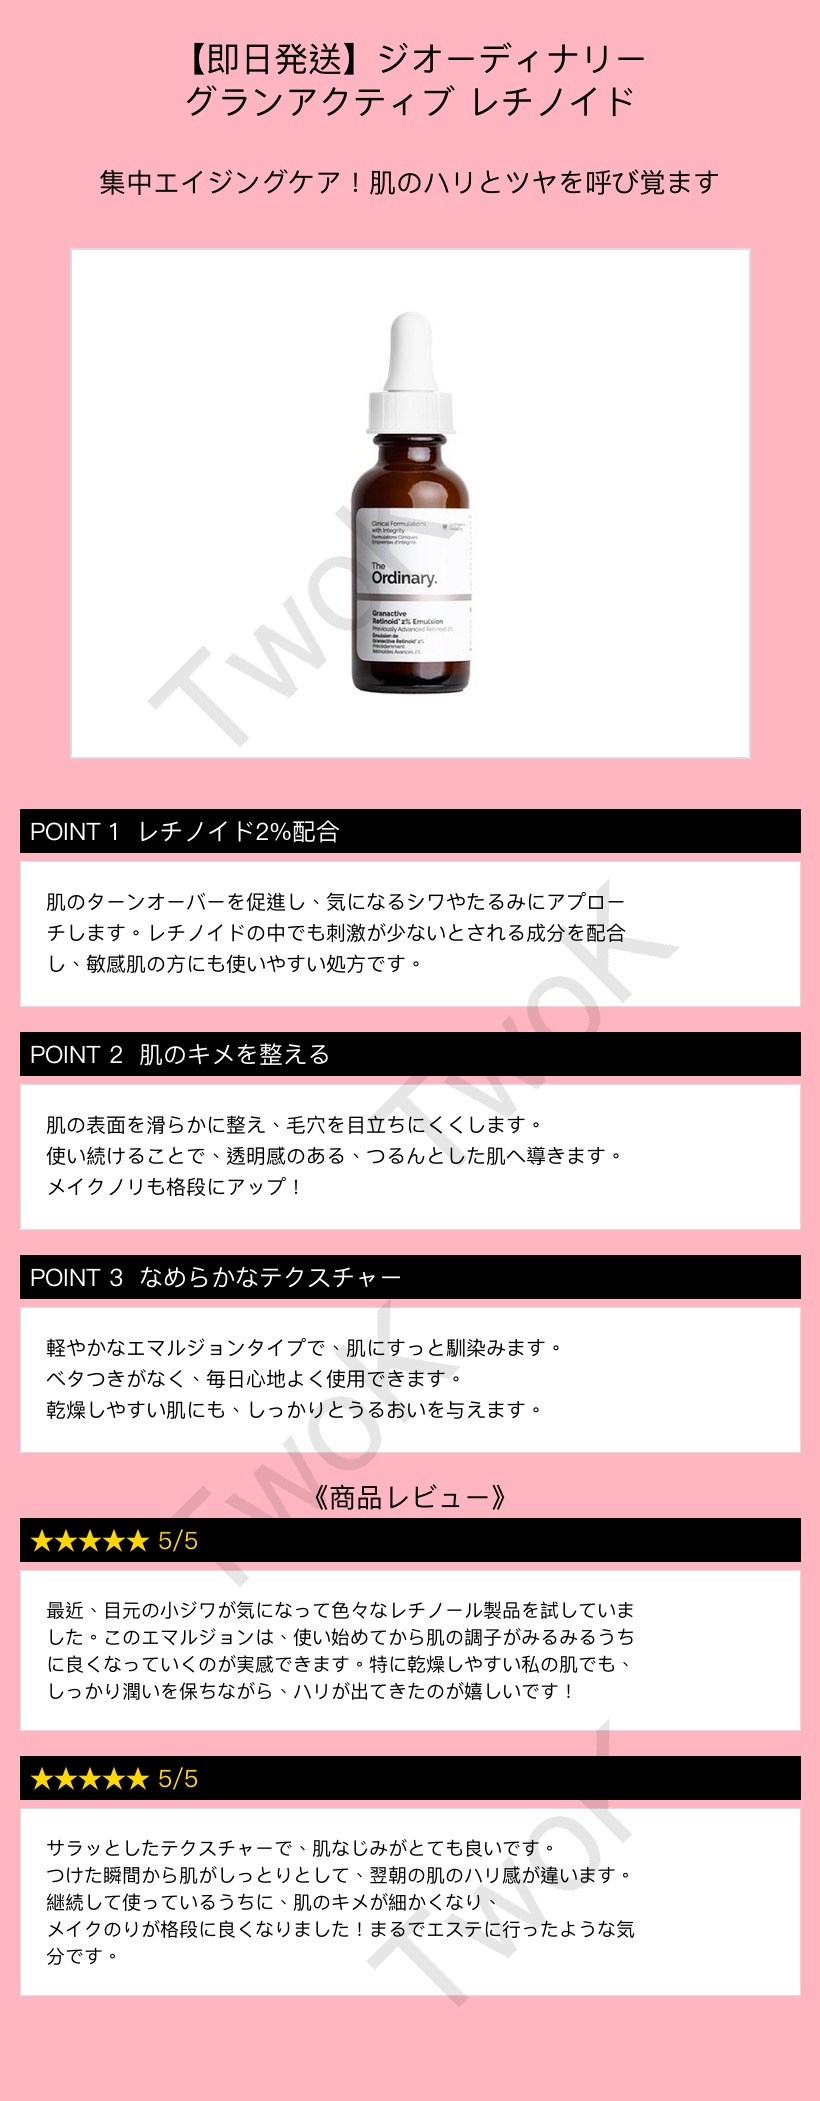 【即日発送】ジオーディナリー
グランアクティブ レチノイド
集中エイジングケア！肌のハリとツヤを呼び覚ます
Clinical Formulations
with Integrity
Formulations Cliniques
Empreintes d'Intégrité.
The
Ordinary.
Granactive
Retinoid* 2% Emulsion
Previously Advanced Retinoid 2%
Émulsion de
Granactive Retinoid* 2%
Précédemment
Rétinoïdes Avancés 2%
TwoK
POINT 1 レチノイド2%配合
肌のターンオーバーを促進し、気になるシワやたるみにアプロー
チします。レチノイドの中でも刺激が少ないとされる成分を配合
し、敏感肌の方にも使いやすい処方です。
TwoK
POINT 2 肌のキメを整える
肌の表面を滑らかに整え、毛穴を目立ちにくくします。
使い続けることで、透明感のある、つるんとした肌へ導きます。
メイクノリも格段にアップ！
POINT 3 なめらかなテクスチャー
軽やかなエマルジョンタイプで、肌にすっと馴染みます。
ベタつきがなく、毎日心地よく使用できます。
乾燥しやすい肌にも、しっかりとうるおいを与えます。
TwoK
《商品レビュー》
★★★★★ 5/5
最近、目元の小ジワが気になって色々なレチノール製品を試していま
した。このエマルジョンは、使い始めてから肌の調子がみるみるうち
に良くなっていくのが実感できます。特に乾燥しやすい私の肌でも、
しっかり潤いを保ちながら、ハリが出てきたのが嬉しいです！
★★★★★ 5/5
サラッとしたテクスチャーで、肌なじみがとても良いです。
つけた瞬間から肌がしっとりとして、翌朝の肌のハリ感が違います。
継続して使っているうちに、肌のキメが細かくなり、
メイクのりが格段に良くなりました！まるでエステに行ったような気
分です。
TwoK